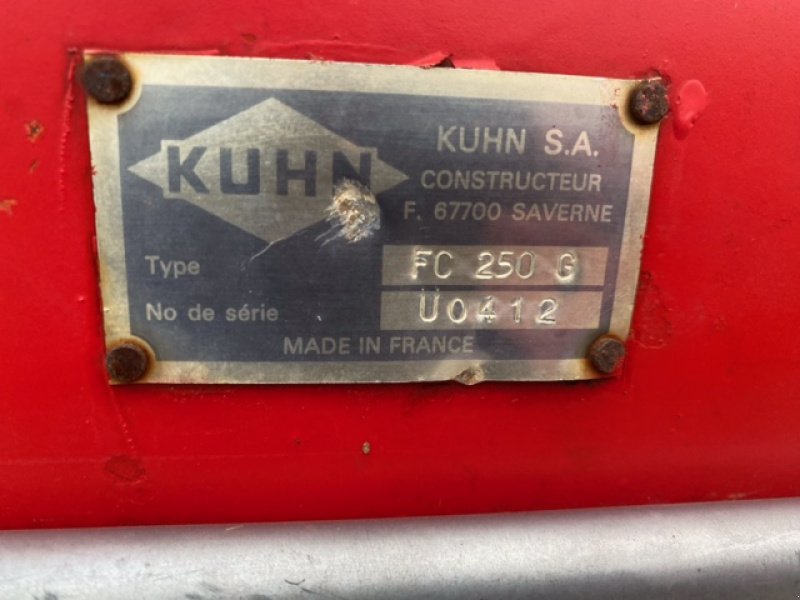 KUHN
KUHN S.A.
CONSTRUCTEUR
F. 67700 SAVERNE
Type FC 250 G
No de série U0412
MADE IN FRANCE